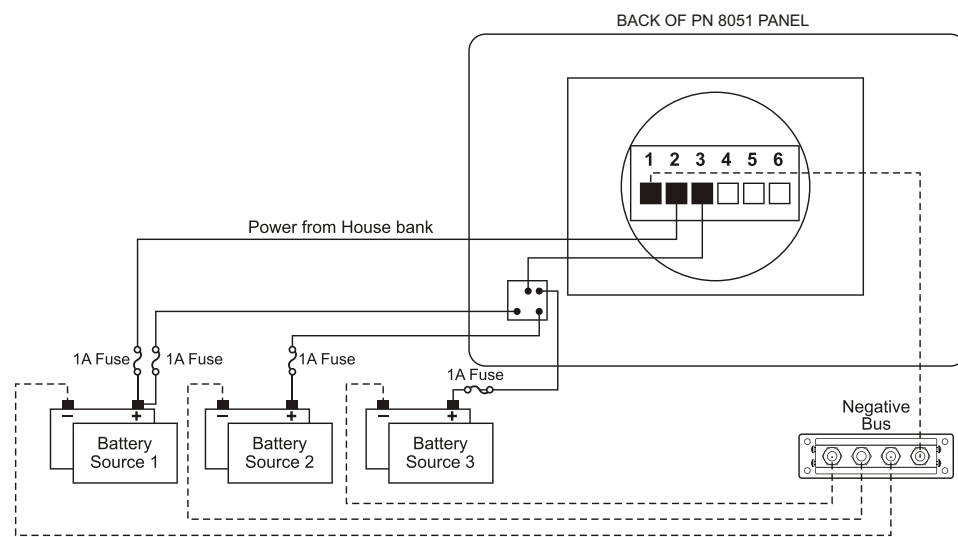 BACK OF PN 8051 PANEL
1 2 3 4 5 6
Power from House bank
1A Fuse
1A Fuse
1A Fuse
1A Fuse
Negative
Bus
− +
Battery
Source 1
− +
Battery
Source 2
− +
Battery
Source 3